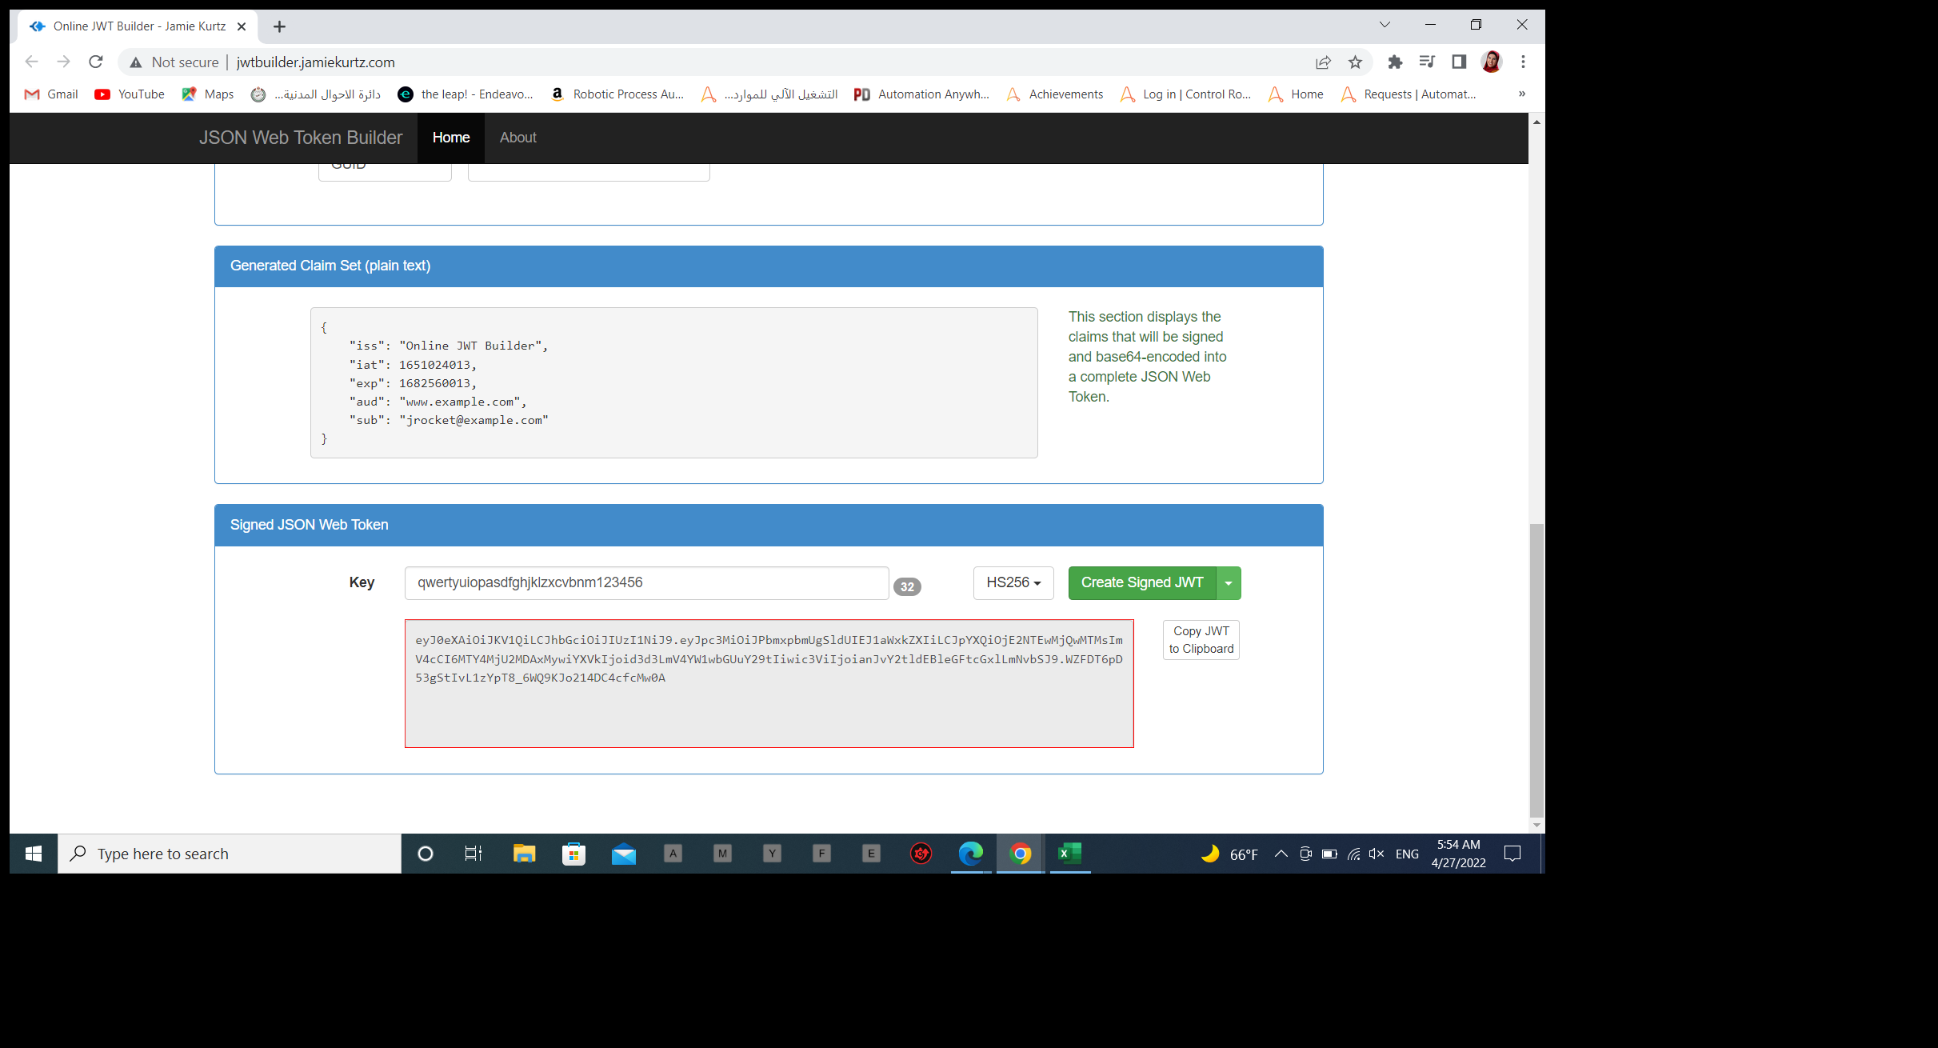 Online JWT Builder - Jamie Kurtz
Not secure | jwtbuilder.jamiekurtz.com
Gmail YouTube Maps دائرة الاحوال المدنية... the leap! - Endeavo... Robotic Process Au... التشغيل الآلي للموارد... Automation Anywh... Achievements Log in | Control Ro... Home Requests | Automat... »
JSON Web Token Builder Home About
GUID
Generated Claim Set (plain text)
{
"iss": "Online JWT Builder",
"iat": 1651024013,
"exp": 1682560013,
"aud": "www.example.com",
"sub": "jrocket@example.com"
}
This section displays the
claims that will be signed
and base64-encoded into
a complete JSON Web
Token.
Signed JSON Web Token
Key qwertyuiopasdfghjklzxcvbnm123456 32 HS256 Create Signed JWT
eyJ0eXAiOiJKV1QiLCJhbGciOiJIUzI1NiJ9.eyJpc3MiOiJPbmxpbmUgSldUIEJ1aWxkZXIiLCJpYXQiOjE2NTEwMjQwMTMsIm
V4cCI6MTY4MjU2MDAxMywiYXVkIjoid3d3LmV4YW1wbGUuY29tIiwic3ViIjoianJvY2tldEBleGFtcGxlLmNvbSJ9.WZFDT6pD
53gStIvL1zYpT8_6WQ9KJo214DC4cfcMw0A
Copy JWT
to Clipboard
Type here to search A M Y F E 66°F ENG
5:54 AM
4/27/2022